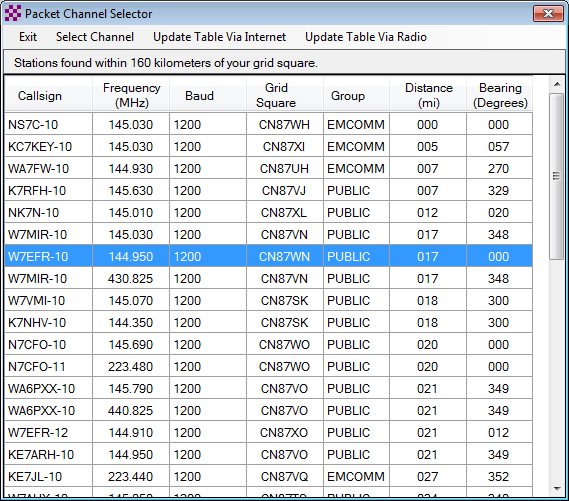 Packet Channel Selector
Exit Select Channel Update Table Via Internet Update Table Via Radio
Stations found within 160 kilometers of your grid square.
Callsign Frequency (MHz) Baud Grid Square Group Distance (mi) Bearing (Degrees)
NS7C-10 145.030 1200 CN87WH EMCOMM 000 000
KC7KEY-10 145.030 1200 CN87XI EMCOMM 005 057
WA7FW-10 144.930 1200 CN87UH EMCOMM 007 270
K7RFH-10 145.630 1200 CN87VJ PUBLIC 007 329
NK7N-10 145.010 1200 CN87XL PUBLIC 012 020
W7MIR-10 145.030 1200 CN87VN PUBLIC 017 348
W7EFR-10 144.950 1200 CN87WN PUBLIC 017 000
W7MIR-10 430.825 1200 CN87VN PUBLIC 017 348
W7VMI-10 145.070 1200 CN87SK PUBLIC 018 300
K7NHV-10 144.350 1200 CN87SK PUBLIC 018 300
N7CFO-10 145.690 1200 CN87WO PUBLIC 020 000
N7CFO-11 223.480 1200 CN87WO PUBLIC 020 000
WA6PXX-10 145.790 1200 CN87VO PUBLIC 021 349
WA6PXX-10 440.825 1200 CN87VO PUBLIC 021 349
W7EFR-12 144.910 1200 CN87XO PUBLIC 021 012
KE7ARH-10 144.950 1200 CN87VO PUBLIC 021 349
KE7JL-10 223.440 1200 CN87VQ EMCOMM 027 352